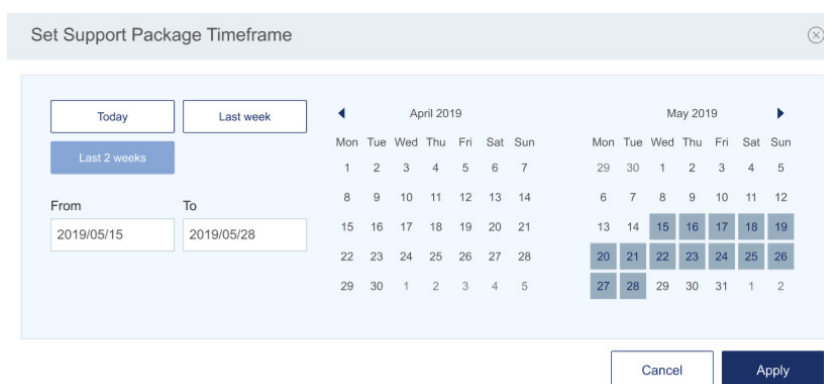 Set Support Package Timeframe
Today Last week
Last 2 weeks
From To
2019/05/15 2019/05/28
April 2019
Mon Tue Wed Thu Fri Sat Sun
1 2 3 4 5 6 7
8 9 10 11 12 13 14
15 16 17 18 19 20 21
22 23 24 25 26 27 28
29 30 1 2 3 4 5
May 2019
Mon Tue Wed Thu Fri Sat Sun
29 30 1 2 3 4 5
6 7 8 9 10 11 12
13 14 15 16 17 18 19
20 21 22 23 24 25 26
27 28 29 30 31 1 2
Cancel Apply